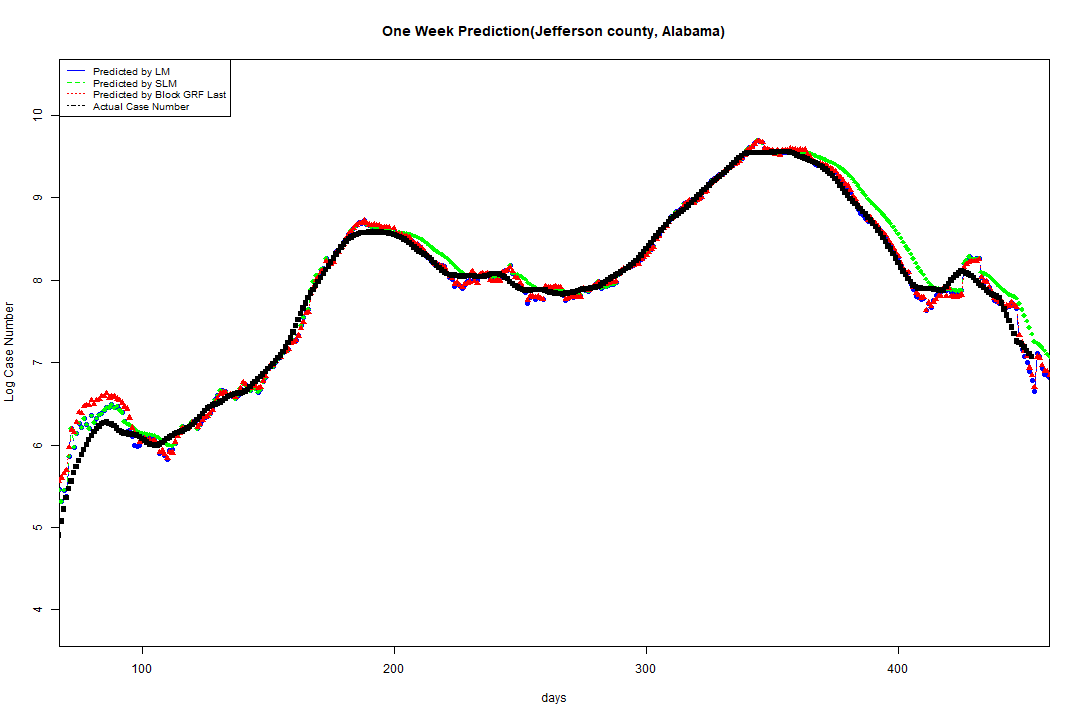 One Week Prediction(Jefferson county, Alabama)
Predicted by LM
Predicted by SLM
Predicted by Block GRF Last
Actual Case Number
10
9
8
7
6
5
4
Log Case Number
100 200 300 400
days